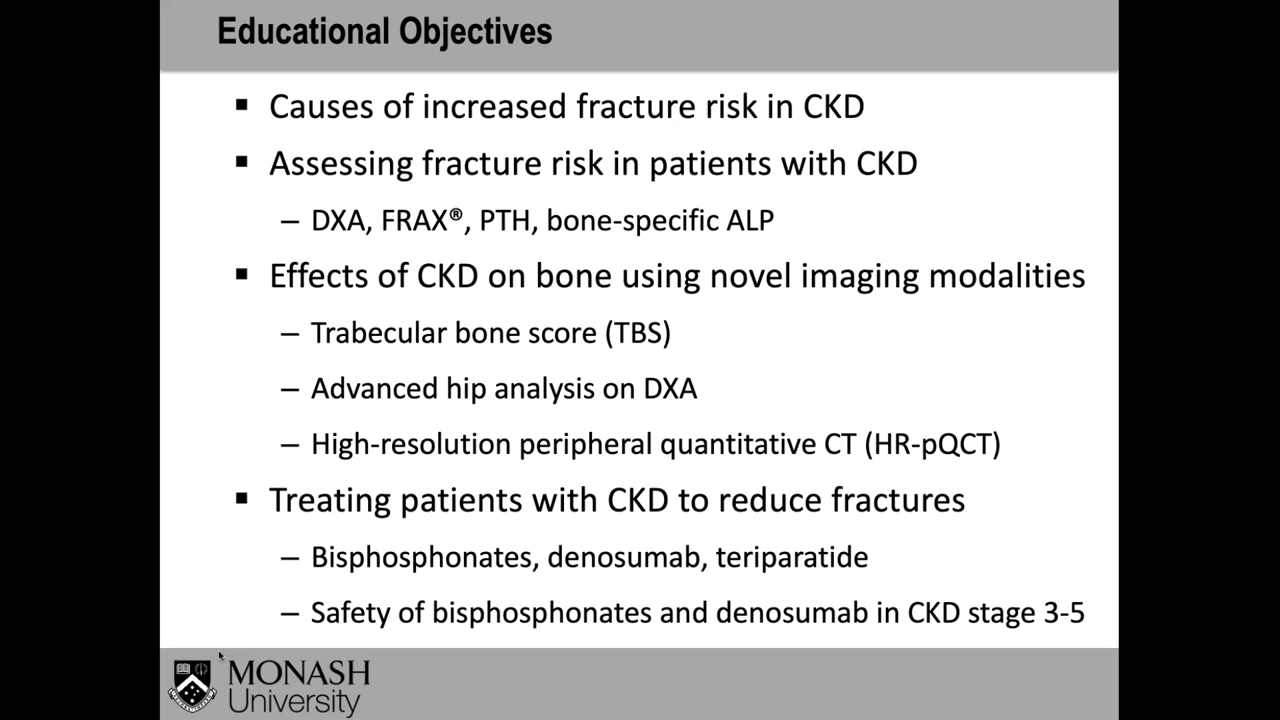 Educational Objectives
▪ Causes of increased fracture risk in CKD
▪ Assessing fracture risk in patients with CKD
– DXA, FRAX®, PTH, bone-specific ALP
▪ Effects of CKD on bone using novel imaging modalities
– Trabecular bone score (TBS)
– Advanced hip analysis on DXA
– High-resolution peripheral quantitative CT (HR-pQCT)
▪ Treating patients with CKD to reduce fractures
– Bisphosphonates, denosumab, teriparatide
– Safety of bisphosphonates and denosumab in CKD stage 3-5
MONASH
University